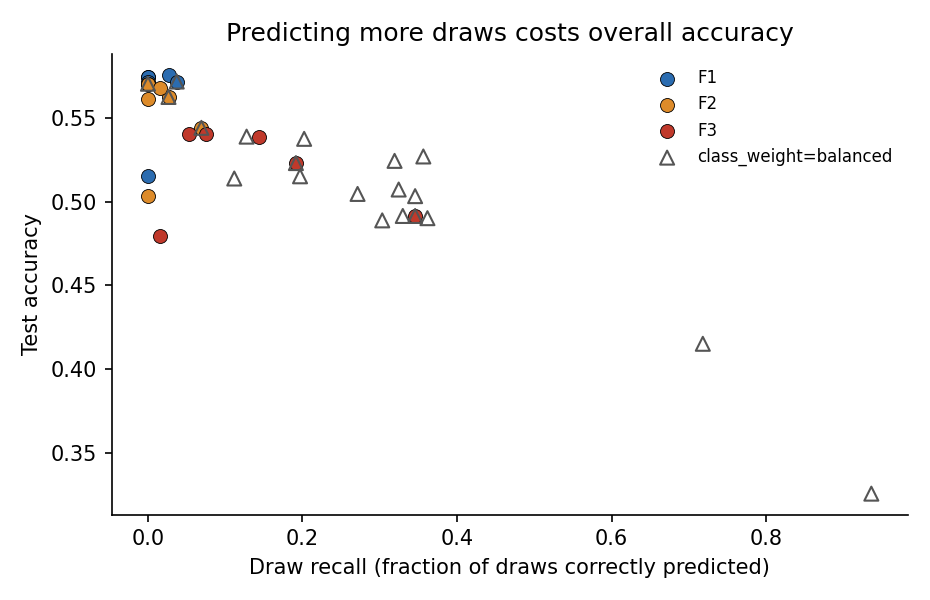 Predicting more draws costs overall accuracy
F1
F2
F3
class_weight=balanced
Test accuracy
0.55
0.50
0.45
0.40
0.35
0.0 0.2 0.4 0.6 0.8
Draw recall (fraction of draws correctly predicted)